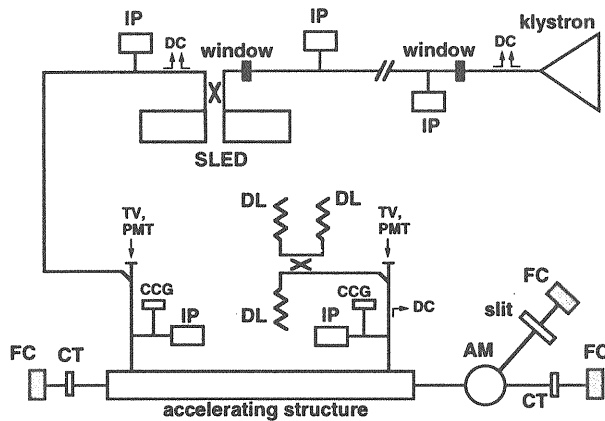 IP
DC
window
IP
window
DC
klystron
IP
SLED
DL
DL
TV,
PMT
TV,
PMT
FC
CCG
IP
DL
CCG
IP
DC
slit
AM
FC
CT
FC
CT
accelerating structure